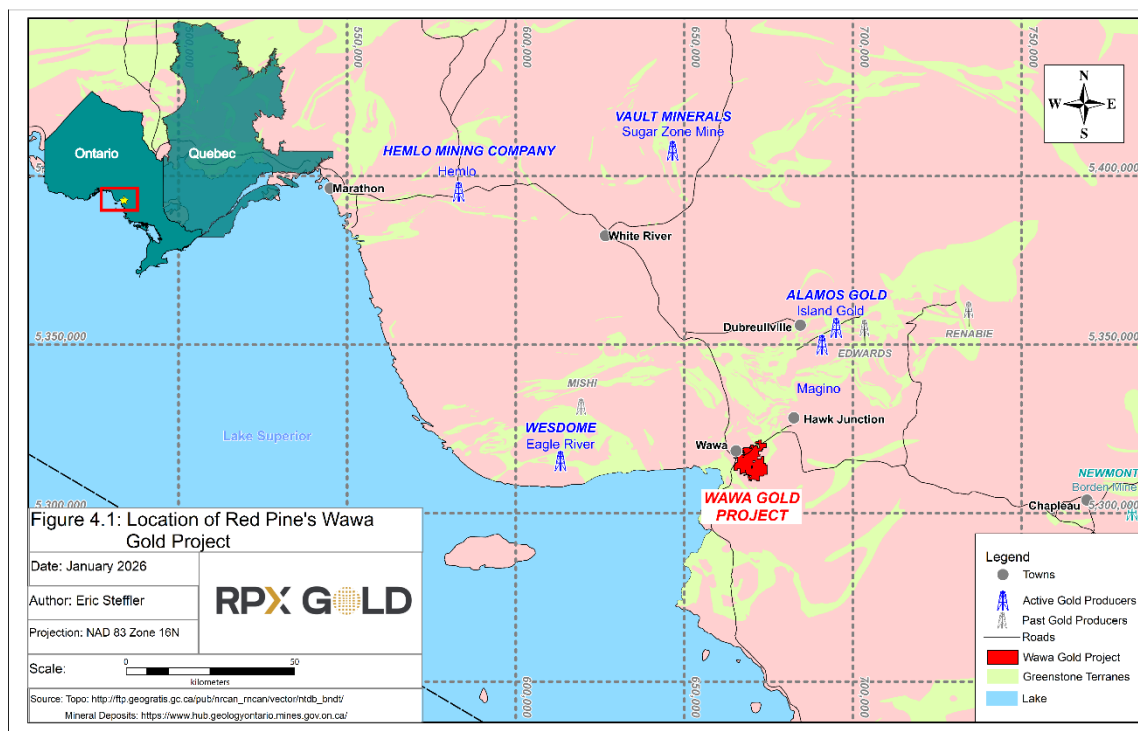 500,000
550,000
600,000
650,000
700,000
750,000
N
W E
S
VAULT MINERALS
Sugar Zone Mine
Ontario
Quebec
HEMLO MINING COMPANY
Hemlo
5,400,000
5,400,000
Marathon
White River
ALAMOS GOLD
Island Gold
Dubreullville
RENABIE
EDWARDS
5,350,000
5,350,000
MISHI
Magino
Hawk Junction
WESDOME
Eagle River
Lake Superior
Wawa
WAWA GOLD
PROJECT
NEWMONT
Borden Mine
Chapleau
5,300,000
5,300,000
Figure 4.1: Location of Red Pine's Wawa
Gold Project
Date: January 2026
Author: Eric Steffler
Projection: NAD 83 Zone 16N
RPX GOLD
Scale:
0 50
kilometers
Source: Topo: http://ftp.geogratis.gc.ca/pub/nrcan_rncan/vector/ntdb_bndt/
Mineral Deposits: https://www.hub.geologyontario.mines.gov.on.ca/
Legend
Towns
Active Gold Producers
Past Gold Producers
Roads
Wawa Gold Project
Greenstone Terranes
Lake
600,000
650,000
700,000